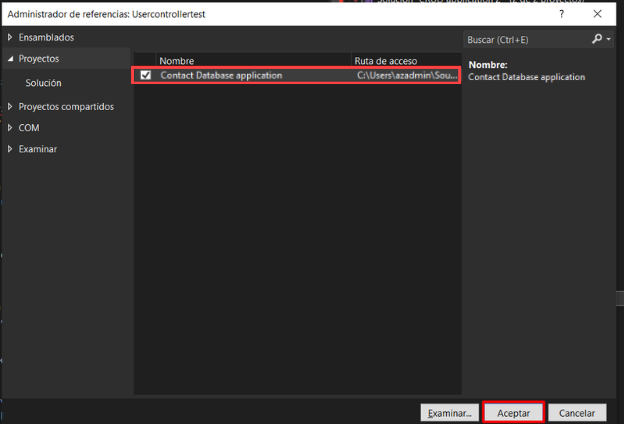 Administrador de referencias: Usercontrollertest
Ensamblados
Proyectos
Solución
Proyectos compartidos
COM
Examinar
Nombre Ruta de acceso
Contact Database application C:\Users\azadmin\Sou...
Buscar (Ctrl+E)
Nombre:
Contact Database application
Examinar... Aceptar Cancelar